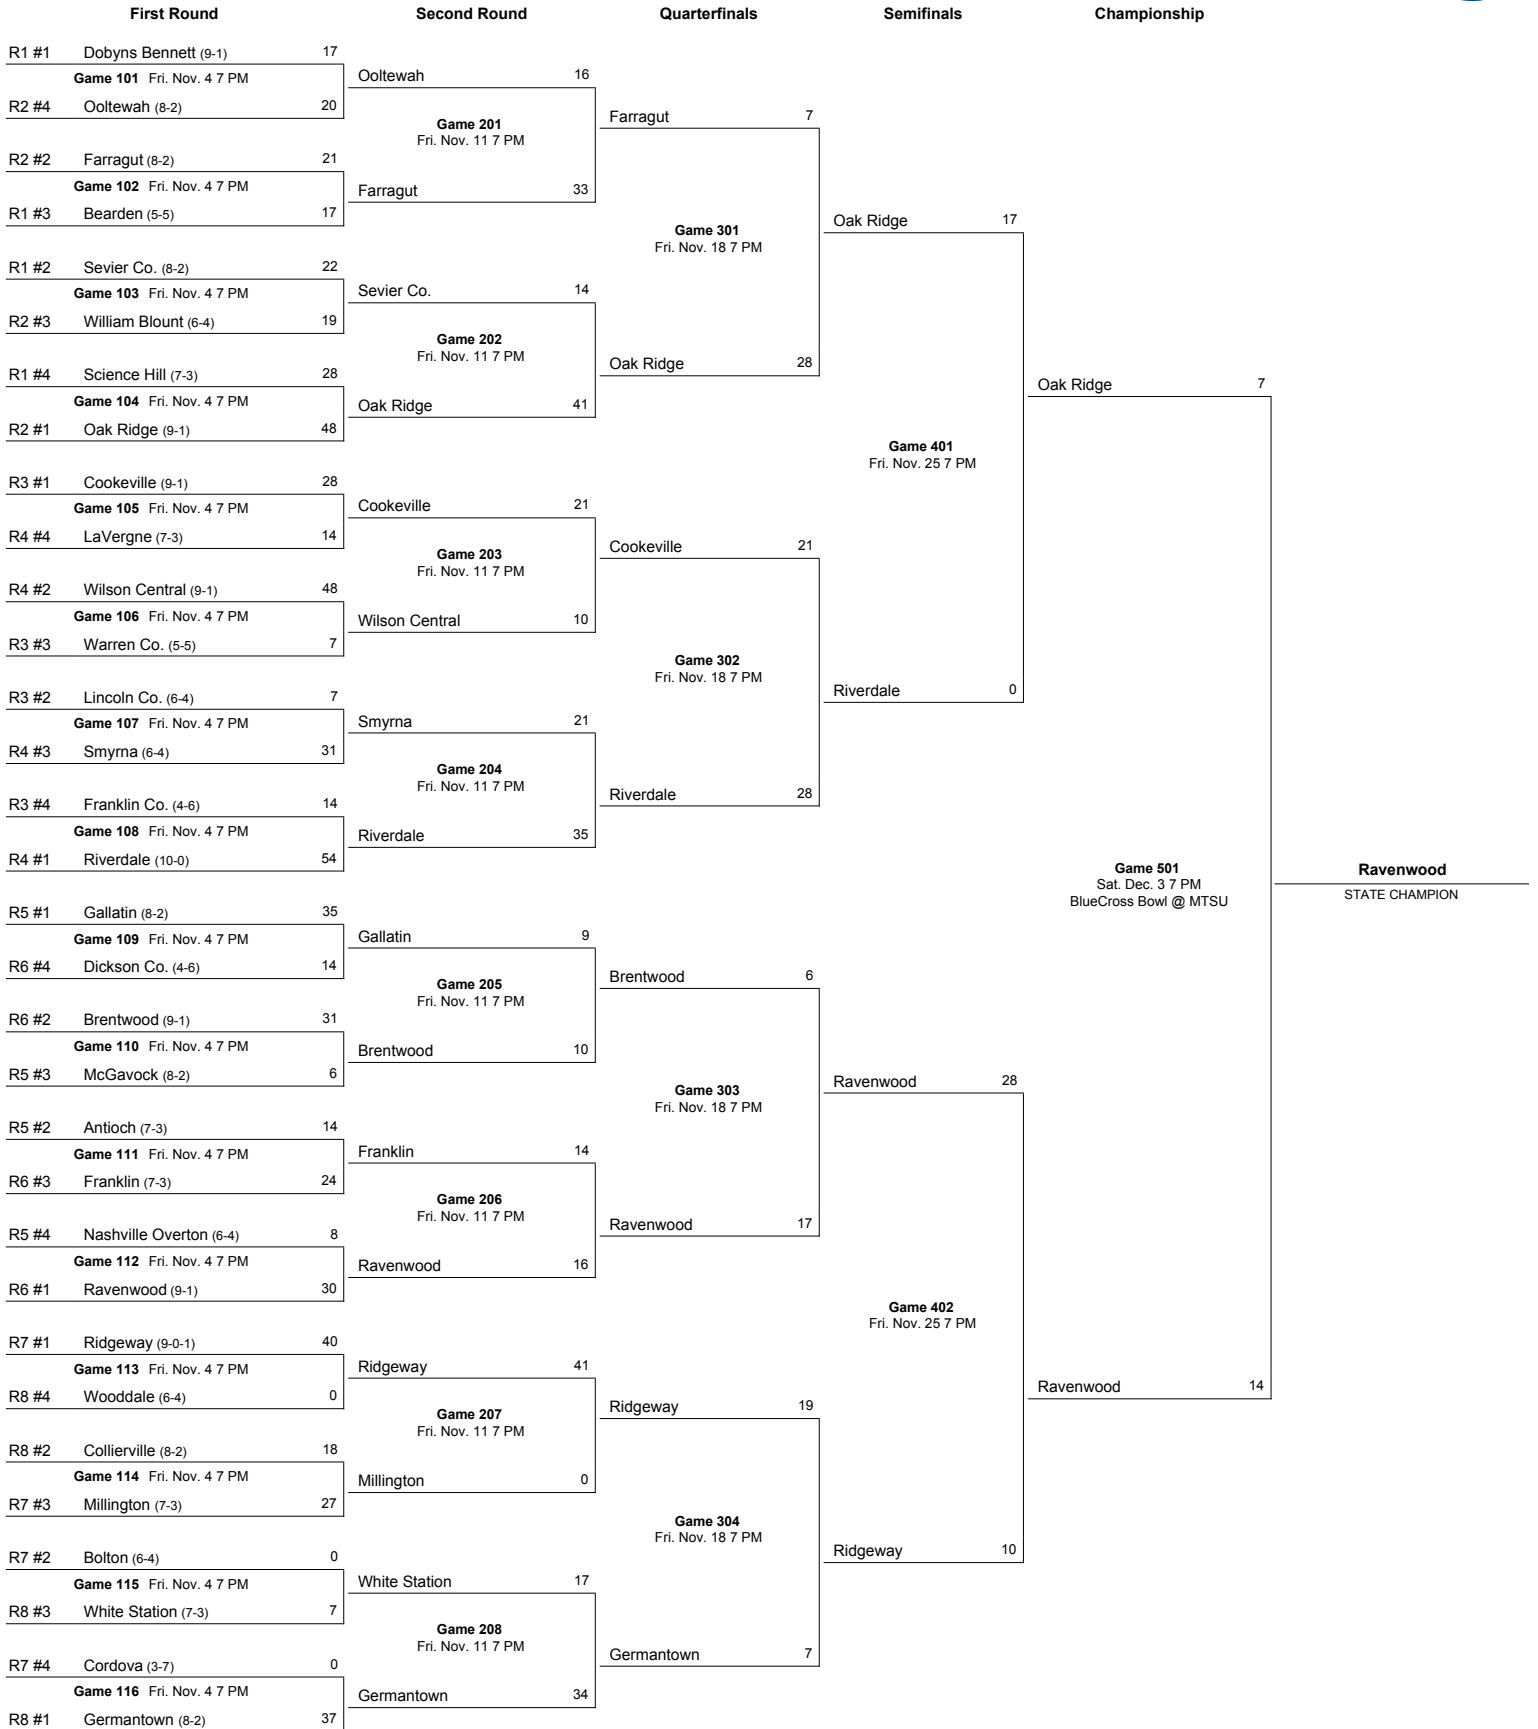 First Round Second Round Quarterfinals Semifinals Championship
R1 #1 Dobyns Bennett (9-1) 17
Game 101 Fri. Nov. 4 7 PM
R2 #4 Ooltewah (8-2) 20
R2 #2 Farragut (8-2) 21
Game 102 Fri. Nov. 4 7 PM
R1 #3 Bearden (5-5) 17
R1 #2 Sevier Co. (8-2) 22
Game 103 Fri. Nov. 4 7 PM
R2 #3 William Blount (6-4) 19
R1 #4 Science Hill (7-3) 28
Game 104 Fri. Nov. 4 7 PM
R2 #1 Oak Ridge (9-1) 48
R3 #1 Cookeville (9-1) 28
Game 105 Fri. Nov. 4 7 PM
R4 #4 LaVergne (7-3) 14
R4 #2 Wilson Central (9-1) 48
Game 106 Fri. Nov. 4 7 PM
R3 #3 Warren Co. (5-5) 7
R3 #2 Lincoln Co. (6-4) 7
Game 107 Fri. Nov. 4 7 PM
R4 #3 Smyrna (6-4) 31
R3 #4 Franklin Co. (4-6) 14
Game 108 Fri. Nov. 4 7 PM
R4 #1 Riverdale (10-0) 54
R5 #1 Gallatin (8-2) 35
Game 109 Fri. Nov. 4 7 PM
R6 #4 Dickson Co. (4-6) 14
R6 #2 Brentwood (9-1) 31
Game 110 Fri. Nov. 4 7 PM
R5 #3 McGavock (8-2) 6
R5 #2 Antioch (7-3) 14
Game 111 Fri. Nov. 4 7 PM
R6 #3 Franklin (7-3) 24
R5 #4 Nashville Overton (6-4) 8
Game 112 Fri. Nov. 4 7 PM
R6 #1 Ravenwood (9-1) 30
R7 #1 Ridgeway (9-0-1) 40
Game 113 Fri. Nov. 4 7 PM
R8 #4 Wooddale (6-4) 0
R8 #2 Collierville (8-2) 18
Game 114 Fri. Nov. 4 7 PM
R7 #3 Millington (7-3) 27
R7 #2 Bolton (6-4) 0
Game 115 Fri. Nov. 4 7 PM
R8 #3 White Station (7-3) 7
R7 #4 Cordova (3-7) 0
Game 116 Fri. Nov. 4 7 PM
R8 #1 Germantown (8-2) 37
Ooltewah 16
Game 201
Fri. Nov. 11 7 PM
Farragut 33
Sevier Co. 14
Game 202
Fri. Nov. 11 7 PM
Oak Ridge 41
Cookeville 21
Game 203
Fri. Nov. 11 7 PM
Wilson Central 10
Smyrna 21
Game 204
Fri. Nov. 11 7 PM
Riverdale 35
Gallatin 9
Game 205
Fri. Nov. 11 7 PM
Brentwood 10
Franklin 14
Game 206
Fri. Nov. 11 7 PM
Ravenwood 16
Ridgeway 41
Game 207
Fri. Nov. 11 7 PM
Millington 0
White Station 17
Game 208
Fri. Nov. 11 7 PM
Germantown 34
Farragut 7
Game 301
Fri. Nov. 18 7 PM
Oak Ridge 28
Cookeville 21
Game 302
Fri. Nov. 18 7 PM
Riverdale 28
Brentwood 6
Game 303
Fri. Nov. 18 7 PM
Ravenwood 17
Ridgeway 19
Game 304
Fri. Nov. 18 7 PM
Germantown 7
Oak Ridge 17
Game 401
Fri. Nov. 25 7 PM
Riverdale 0
Ravenwood 28
Game 402
Fri. Nov. 25 7 PM
Ridgeway 10
Oak Ridge 7
Game 501
Sat. Dec. 3 7 PM
BlueCross Bowl @ MTSU
Ravenwood 14
Ravenwood
STATE CHAMPION